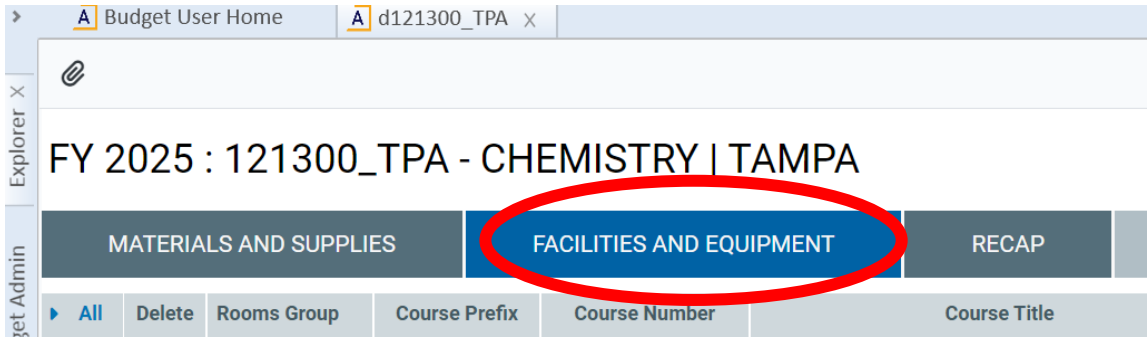 > A Budget User Home A d121300_TPA X
Explorer X
FY 2025 : 121300_TPA - CHEMISTRY | TAMPA
MATERIALS AND SUPPLIES FACILITIES AND EQUIPMENT RECAP
Admin
All Delete Rooms Group Course Prefix Course Number Course Title